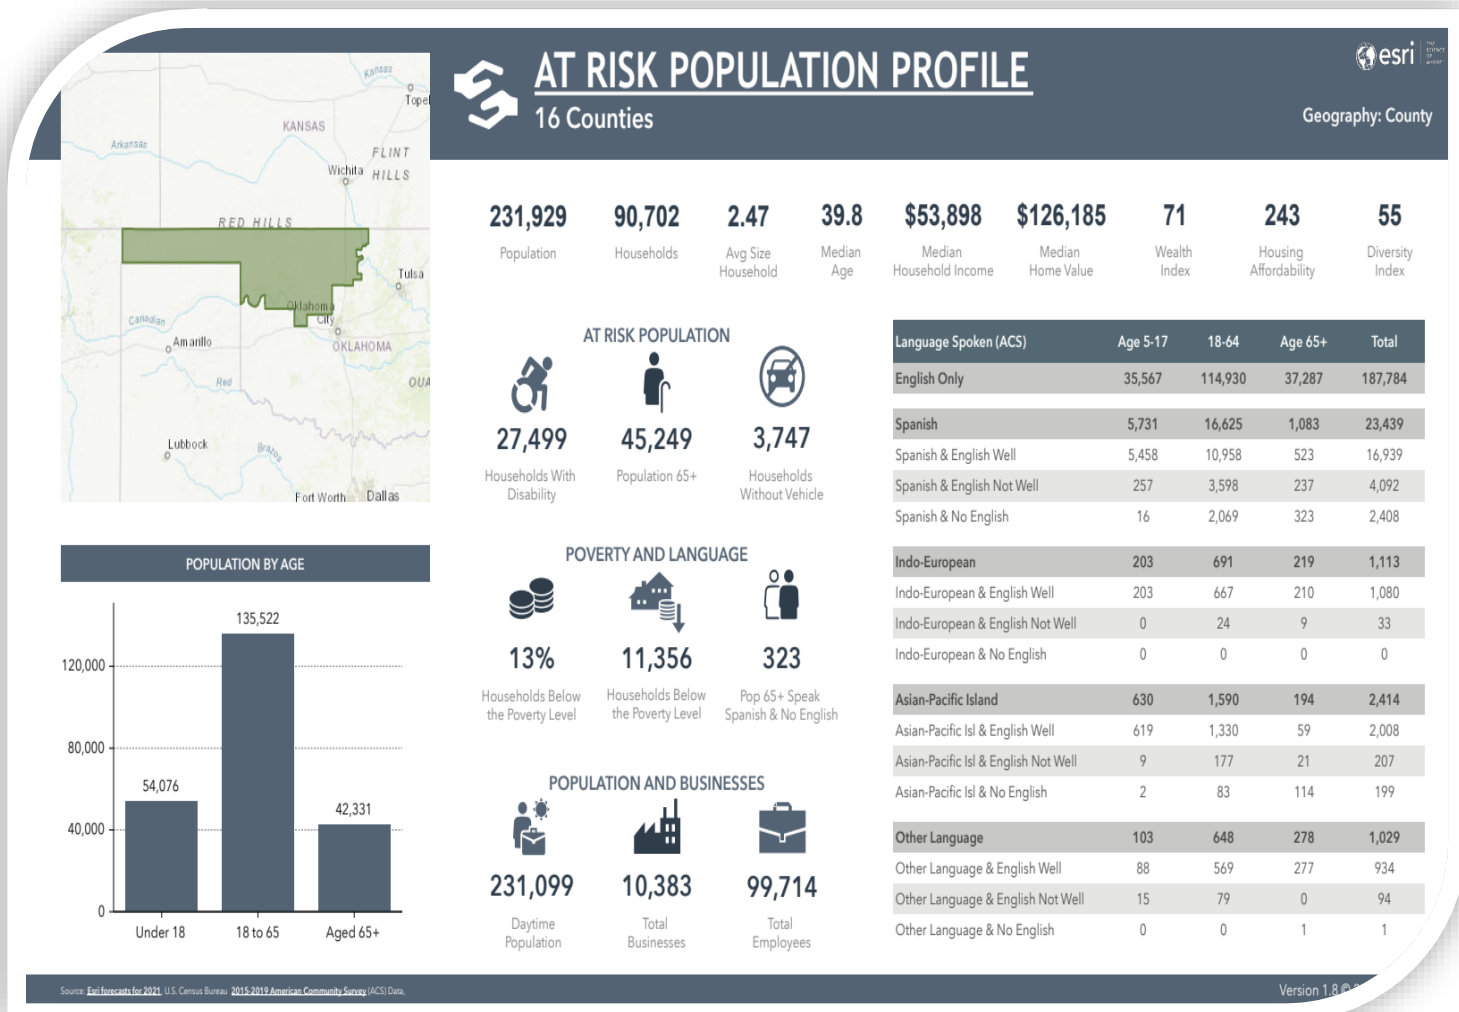 AT RISK POPULATION PROFILE
16 Counties
esri
THE
SCIENCE
OF
WHERE
Geography: County
Kansas
Topel
KANSAS
Arkansas
FLINT
HILLS
Wichita
RED HILLS
Tulsa
Oklahoma
City
Canadian
Amarillo
OKLAHOMA
Red
OUA
Lubbock
Brazos
Fort Worth
Dallas
231,929
Population
90,702
Households
2.47
Avg Size
Household
39.8
Median
Age
$53,898
Median
Household Income
$126,185
Median
Home Value
71
Wealth
Index
243
Housing
Affordability
55
Diversity
Index
AT RISK POPULATION
27,499
Households With
Disability
45,249
Population 65+
3,747
Households
Without Vehicle
POVERTY AND LANGUAGE
13%
Households Below
the Poverty Level
11,356
Households Below
the Poverty Level
323
Pop 65+ Speak
Spanish & No English
POPULATION AND BUSINESSES
231,099
Daytime
Population
10,383
Total
Businesses
99,714
Total
Employees
POPULATION BY AGE
120,000
80,000
40,000
0
54,076
135,522
42,331
Under 18
18 to 65
Aged 65+
Language Spoken (ACS) Age 5-17 18-64 Age 65+ Total
English Only 35,567 114,930 37,287 187,784
Spanish 5,731 16,625 1,083 23,439
Spanish & English Well 5,458 10,958 523 16,939
Spanish & English Not Well 257 3,598 237 4,092
Spanish & No English 16 2,069 323 2,408
Indo-European 203 691 219 1,113
Indo-European & English Well 203 667 210 1,080
Indo-European & English Not Well 0 24 9 33
Indo-European & No English 0 0 0 0
Asian-Pacific Island 630 1,590 194 2,414
Asian-Pacific Isl & English Well 619 1,330 59 2,008
Asian-Pacific Isl & English Not Well 9 177 21 207
Asian-Pacific Isl & No English 2 83 114 199
Other Language 103 648 278 1,029
Other Language & English Well 88 569 277 934
Other Language & English Not Well 15 79 0 94
Other Language & No English 0 0 1 1
Source: Esri forecasts for 2021, U.S. Census Bureau 2015-2019 American Community Survey (ACS) Data,
Version 1.8 ©